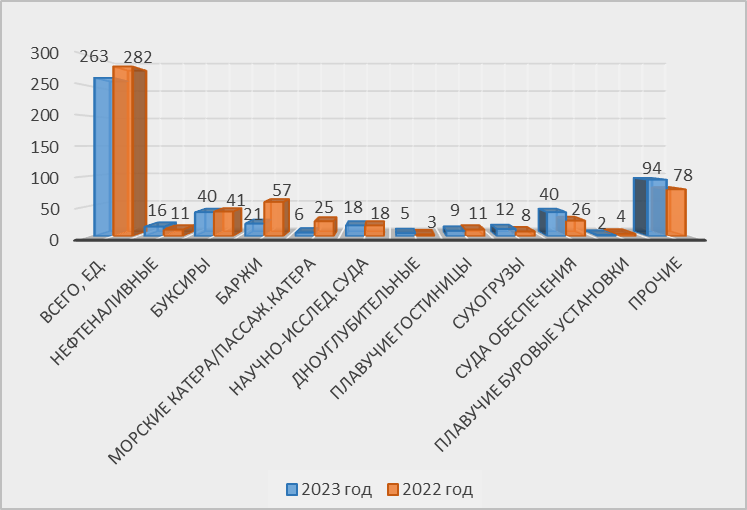 300
250
200
150
100
50
0
263 282
16 11
40 41
21 57
6 25
18 18
5 3
9 11
12 8
40 26
2 4
94 78
ВСЕГО, ЕД.
НЕФТЕНАЛИВНЫЕ
БУКСИРЫ
БАРЖИ
МОРСКИЕ КАТЕРА/ПАССАЖ.КАТЕРА
НАУЧНО-ИССЛЕД.СУДА
ДНОУГЛУБИТЕЛЬНЫЕ
ПЛАВУЧИЕ ГОСТИНИЦЫ
СУХОГРУЗЫ
СУДА ОБЕСПЕЧЕНИЯ
ПЛАВУЧИЕ БУРОВЫЕ УСТАНОВКИ
ПРОЧИЕ
2023 год 2022 год